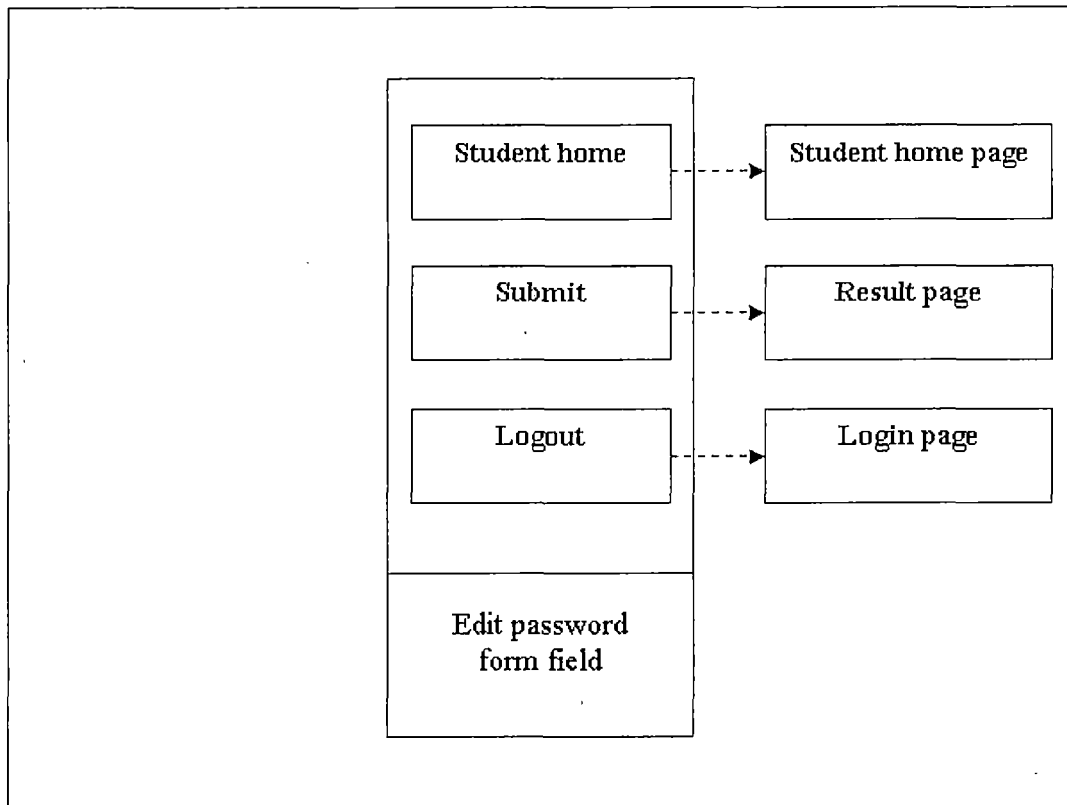 Student home
Student home page
Submit
Result page
Logout
Login page
Edit password
form field